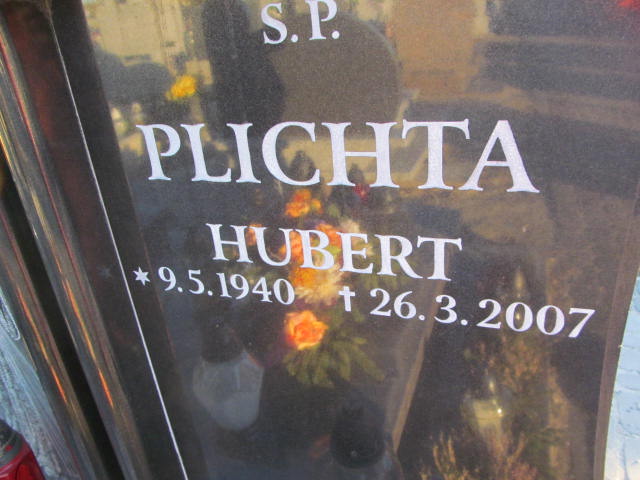 S.P.
PLICHTA
HUBERT
* 9.5.1940 † 26.3.2007